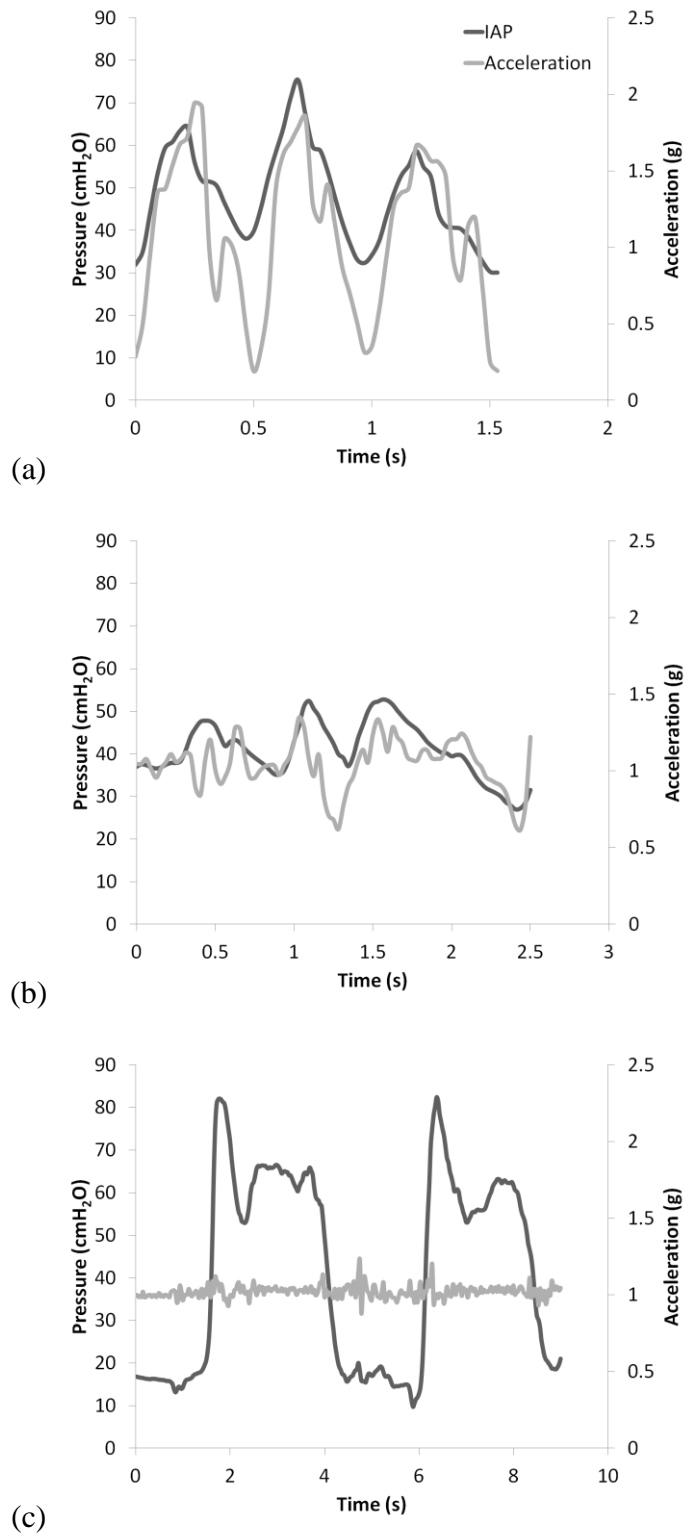 90
80
70
60
50
40
30
20
10
0
Pressure (cmH₂O)
IAP
Acceleration
2.5
2
1.5
1
0.5
0
Acceleration (g)
0 0.5 1 1.5 2
Time (s)
(a)
90
80
70
60
50
40
30
20
10
0
Pressure (cmH₂O)
2.5
2
1.5
1
0.5
0
Acceleration (g)
0 0.5 1 1.5 2 2.5 3
Time (s)
(b)
90
80
70
60
50
40
30
20
10
0
Pressure (cmH₂O)
2.5
2
1.5
1
0.5
0
Acceleration (g)
0 2 4 6 8 10
Time (s)
(c)